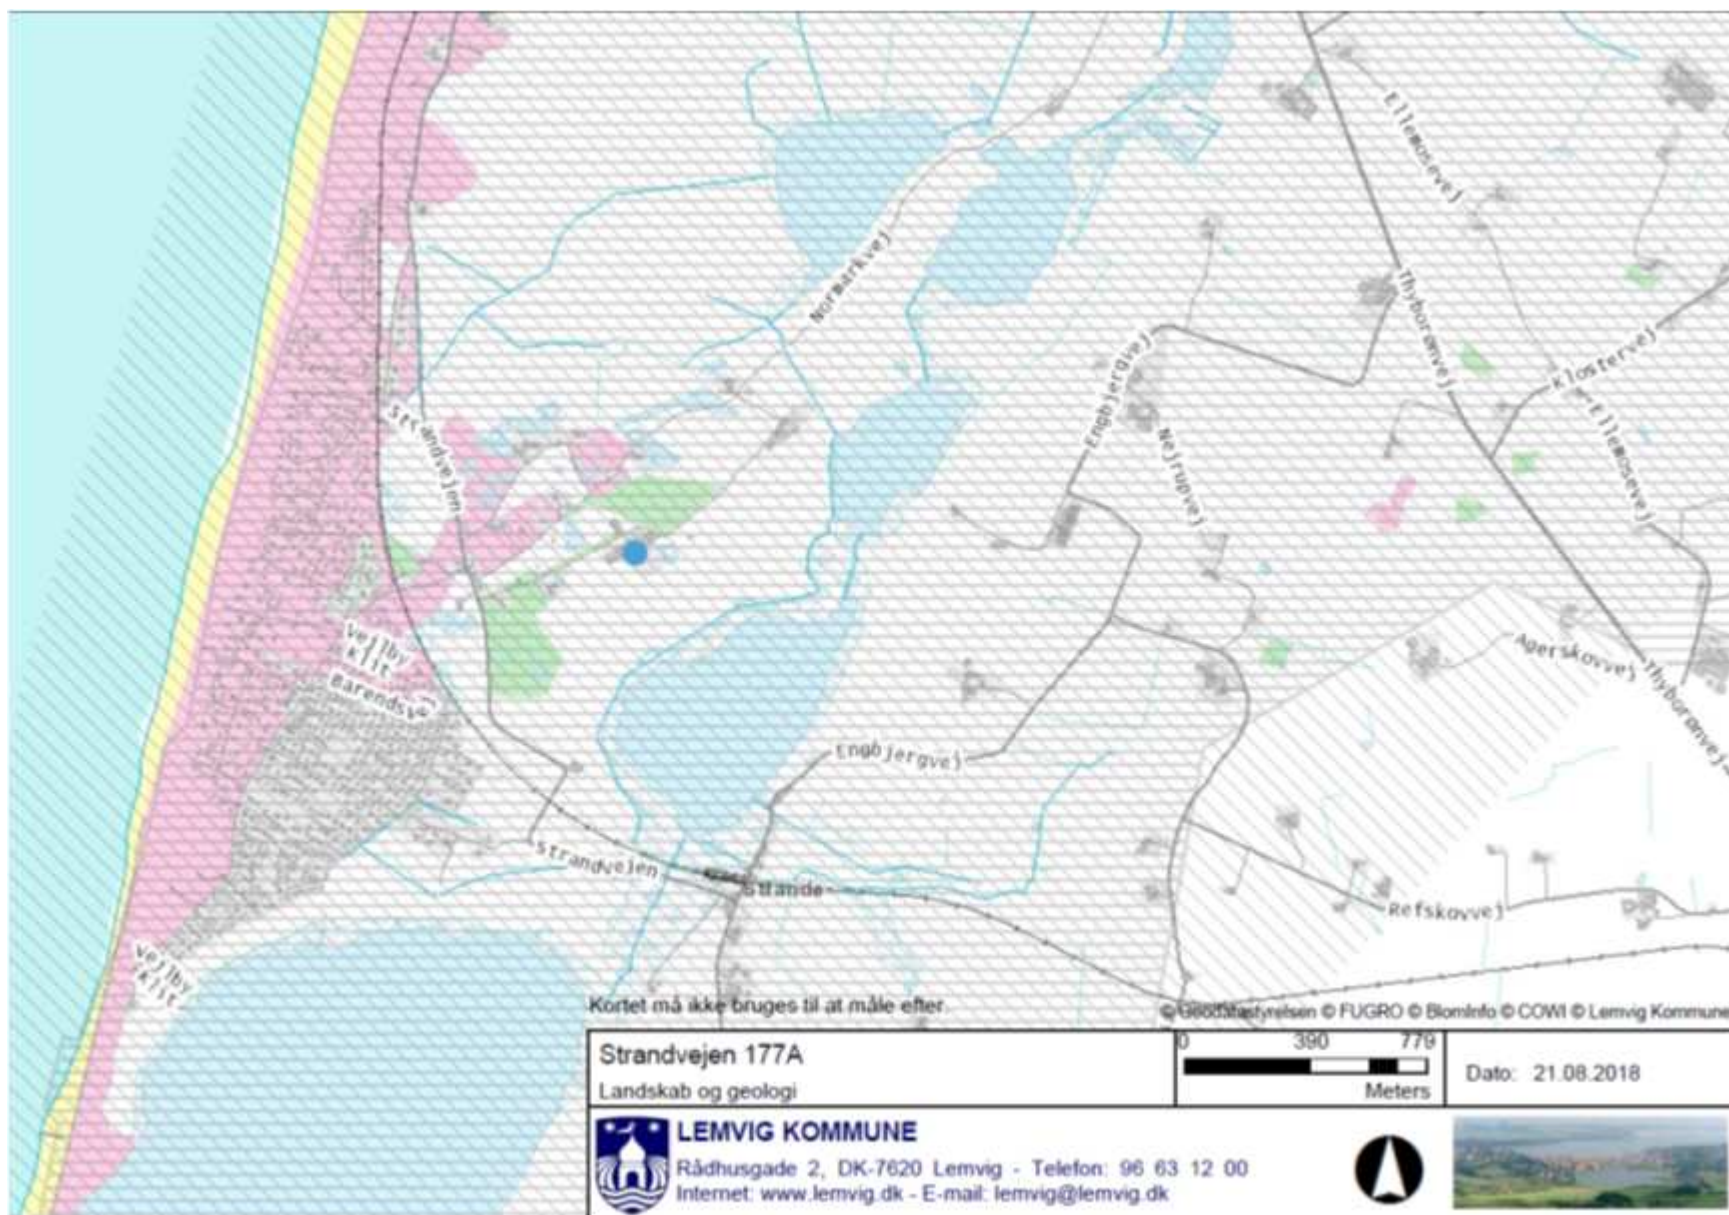 Ellemosevej
Normarkvej
Thyborønvej
Klostervej
Engbjergvej
Ellemosevej
Strandvejen
Nejrupvej
Vejlby
Klit
Agerskovvej
Thyborønvej
Engbjergvej
Strandvejen
Strande
Refskovvej
Vejlby
Klit
Kortet må ikke bruges til at måle efter.
© Geodatastyrelsen © FUGRO © BlomInfo © COWI © Lemvig Kommune
Strandvejen 177A
Landskab og geologi
0 390 779
Meters
Dato: 21.08.2018
LEMVIG KOMMUNE
Rådhusgade 2, DK-7620 Lemvig - Telefon: 96 63 12 00
Internet: www.lemvig.dk - E-mail: lemvig@lemvig.dk